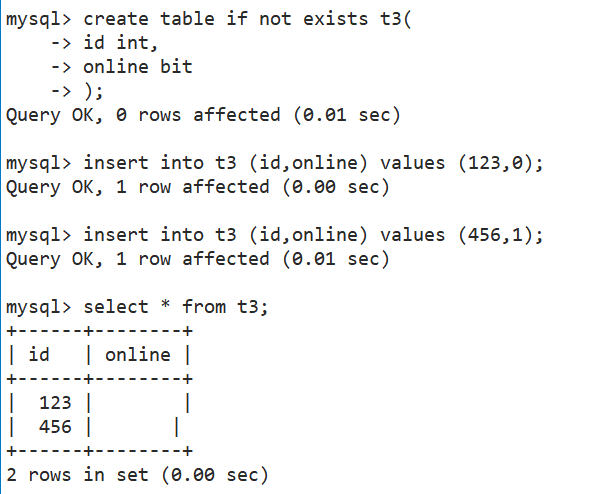 mysql> create table if not exists t3(
    -> id int,
    -> online bit
    -> );
Query OK, 0 rows affected (0.01 sec)

mysql> insert into t3 (id,online) values (123,0);
Query OK, 1 row affected (0.00 sec)

mysql> insert into t3 (id,online) values (456,1);
Query OK, 1 row affected (0.01 sec)

mysql> select * from t3;
+------+--------+
| id   | online |
+------+--------+
|  123 |        |
|  456 |       |
+------+--------+
2 rows in set (0.00 sec)